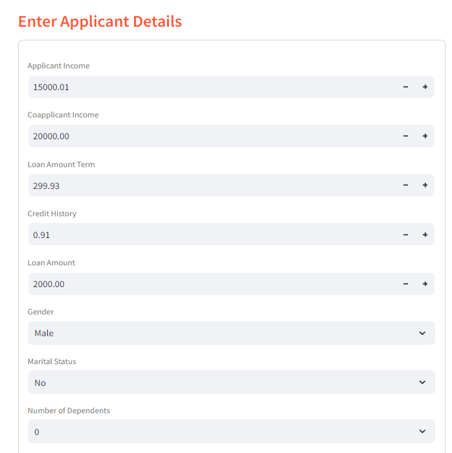 Enter Applicant Details
Applicant Income
15000.01
Coapplicant Income
20000.00
Loan Amount Term
299.93
Credit History
0.91
Loan Amount
2000.00
Gender
Male
Marital Status
No
Number of Dependents
0